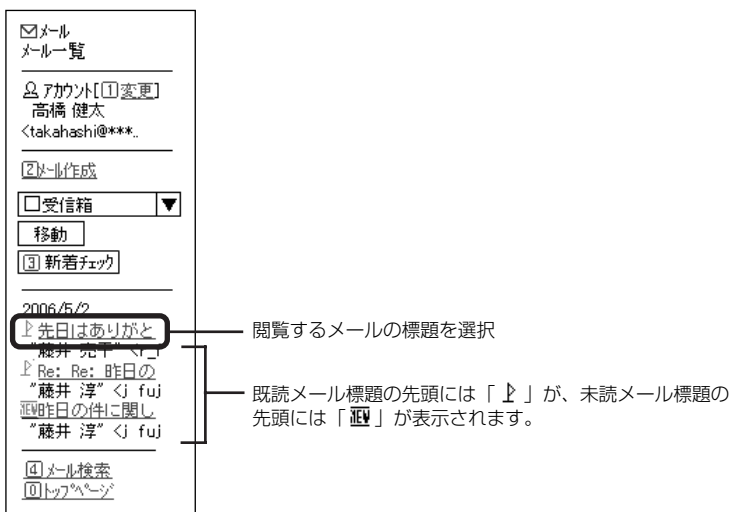 メール
メール一覧
アカウント[1変更]
高橋 健太
<takahashi@***..
2メール作成
受信箱 ▼
移動
3 新着チェック
2006/5/2
先日はありがと
"藤井 亮平" <r_f
Re: Re: 昨日の
"藤井 淳" <j fuj
NEW昨日の件に関し
"藤井 淳" <j fuj
4メール検索
0トップページ
閲覧するメールの標題を選択
既読メール標題の先頭には「」が、未読メール標題の
先頭には「NEW」が表示されます。